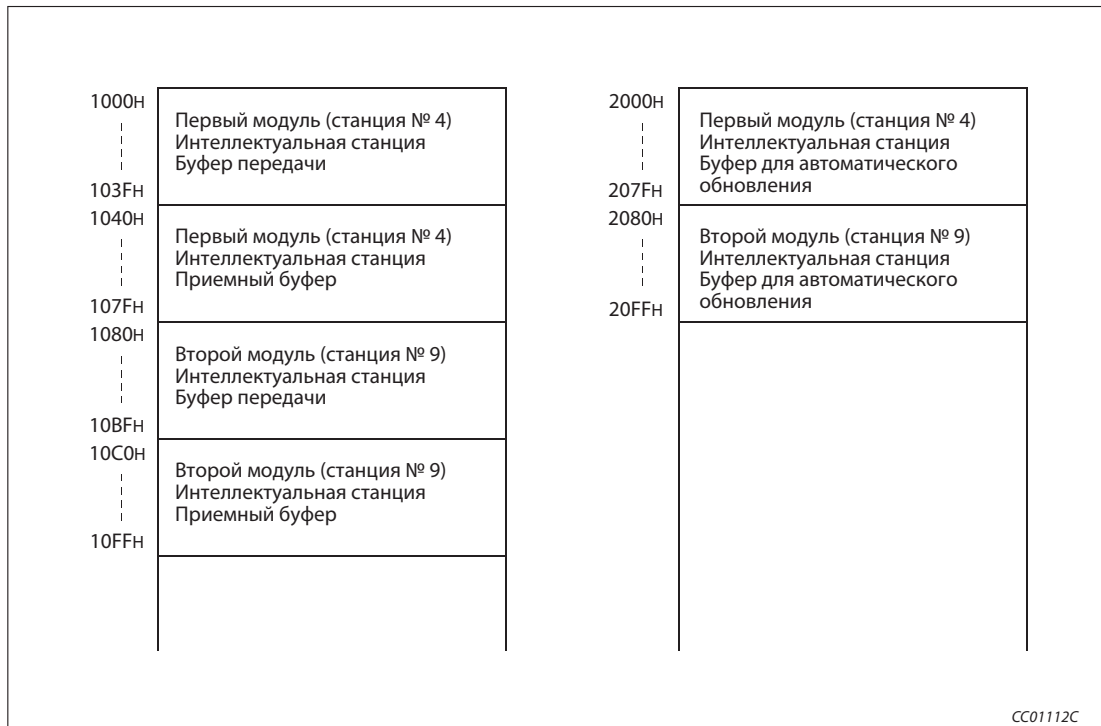 1000H
Первый модуль (станция № 4)
Интеллектуальная станция
Буфер передачи
103FH
1040H
Первый модуль (станция № 4)
Интеллектуальная станция
Приемный буфер
107FH
1080H
Второй модуль (станция № 9)
Интеллектуальная станция
Буфер передачи
10BFH
10C0H
Второй модуль (станция № 9)
Интеллектуальная станция
Приемный буфер
10FFH
2000H
Первый модуль (станция № 4)
Интеллектуальная станция
Буфер для автоматического
обновления
207FH
2080H
Второй модуль (станция № 9)
Интеллектуальная станция
Буфер для автоматического
обновления
20FFH
CC01112C